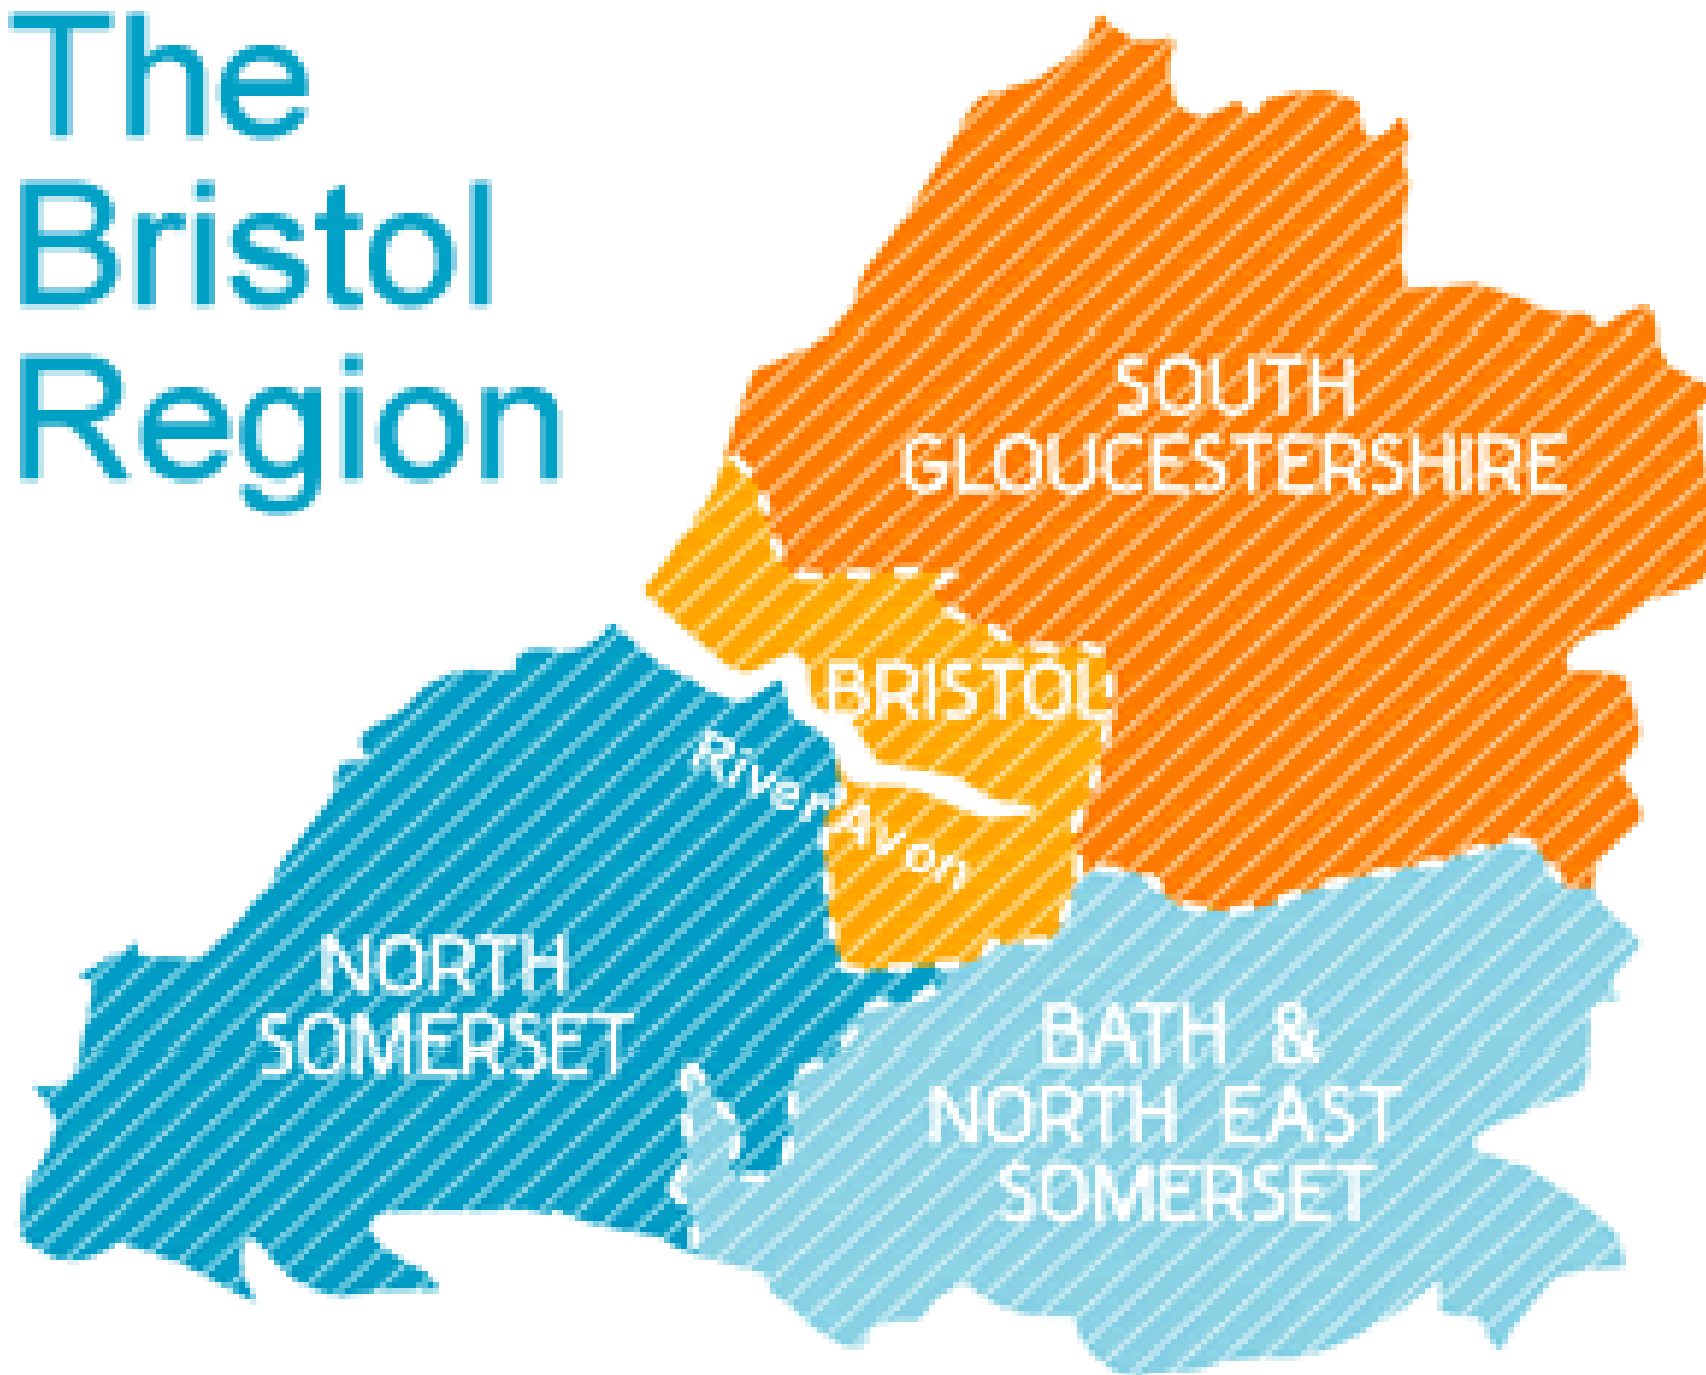 The
Bristol
Region
SOUTH
GLOUCESTERSHIRE
BRISTOL
River Avon
NORTH
SOMERSET
BATH &
NORTH EAST
SOMERSET